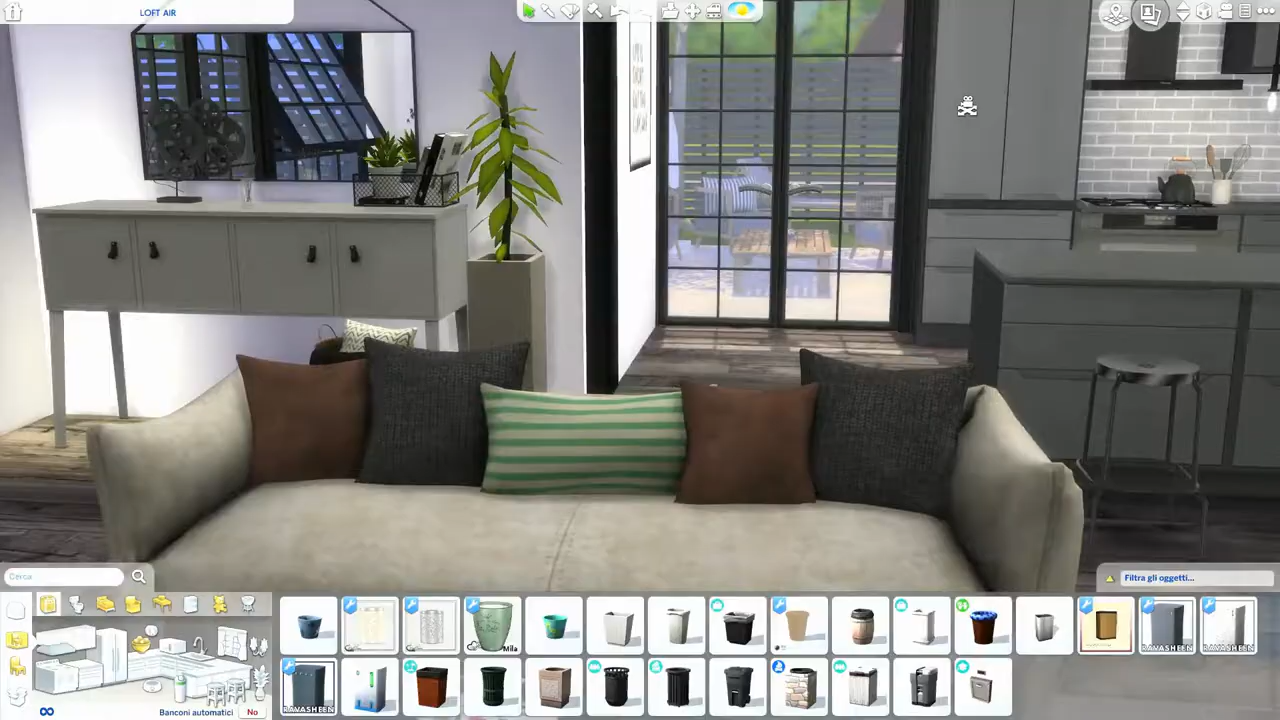 LOFT AIR
Cerca
Filtra gli oggetti...
Mila
RAVASHEEN
RAVASHEEN
RAVASHEEN
Banconi automatici
No